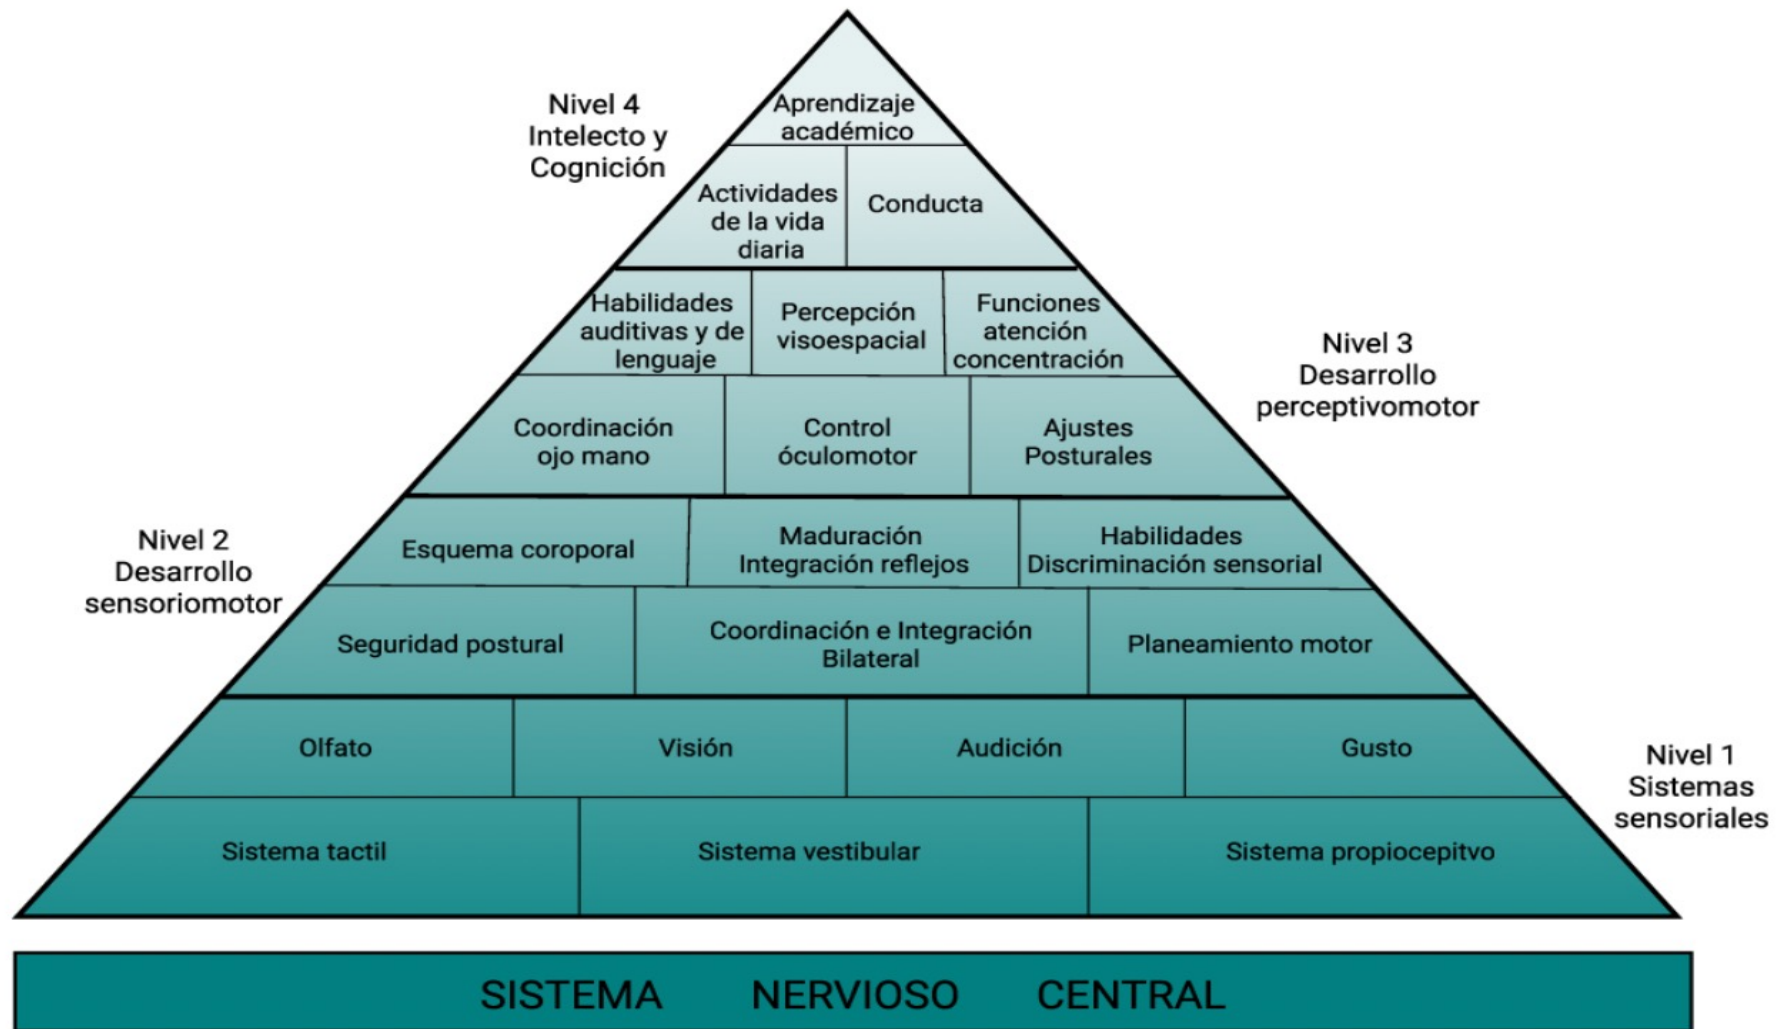 Aprendizaje
académico
Nivel 4
Intelecto y
Cognición
Actividades
de la vida
diaria
Conducta
Habilidades
auditivas y de
lenguaje
Percepción
visoespacial
Funciones
atención
concentración
Nivel 3
Desarrollo
perceptivomotor
Coordinación
ojo mano
Control
óculomotor
Ajustes
Posturales
Nivel 2
Desarrollo
sensoriomotor
Esquema coroporal
Maduración
Integración reflejos
Habilidades
Discriminación sensorial
Seguridad postural
Coordinación e Integración
Bilateral
Planeamiento motor
Olfato
Visión
Audición
Gusto
Nivel 1
Sistemas
sensoriales
Sistema tactil
Sistema vestibular
Sistema propiocepitvo
SISTEMA NERVIOSO CENTRAL